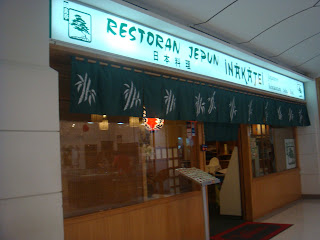 RESTORAN JEPUN INAKATEI
日本料理